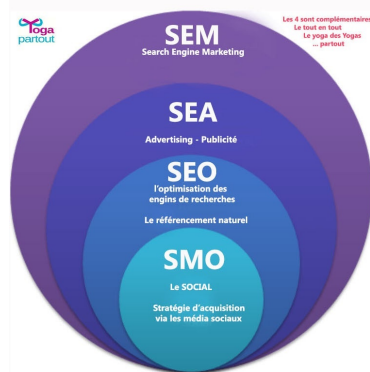 Yoga
partout
Les 4 sont complémentaires
Le tout en tout
Le yoga des Yogas
... partout
SEM
Search Engine Marketing
SEA
Advertising - Publicité
SEO
l'optimisation des
engins de recherches
Le référencement naturel
SMO
Le SOCIAL
Stratégie d'acquisition
via les média sociaux